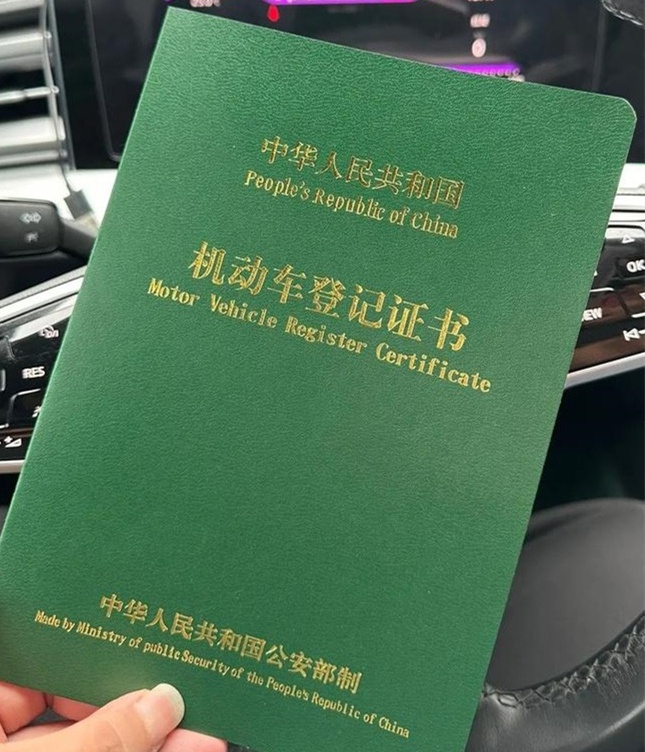 中华人民共和国
People's Republic of China
机动车登记证书
Motor Vehicle Register Certificate
中华人民共和国公安部制
Made by Ministry of public Security of the People's Republic of China
RES
OK